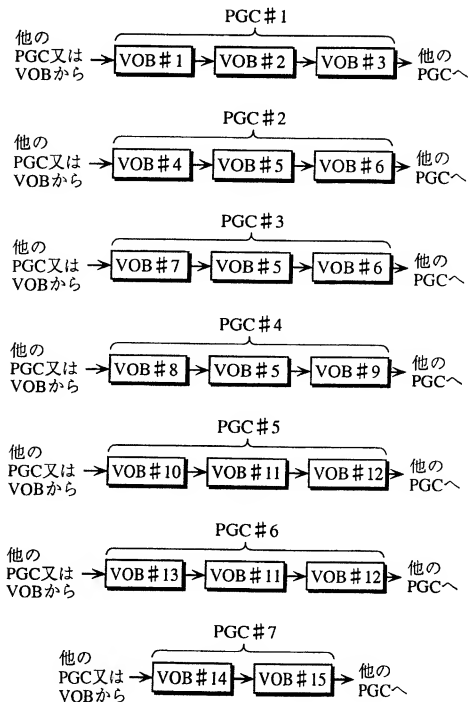 PGC#1
他の
PGC又は
VOBから
VOB#1
VOB#2
VOB#3
他の
PGCへ
PGC#2
他の
PGC又は
VOBから
VOB#4
VOB#5
VOB#6
他の
PGCへ
PGC#3
他の
PGC又は
VOBから
VOB#7
VOB#5
VOB#6
他の
PGCへ
PGC#4
他の
PGC又は
VOBから
VOB#8
VOB#5
VOB#9
他の
PGCへ
PGC#5
他の
PGC又は
VOBから
VOB#10
VOB#11
VOB#12
他の
PGCへ
PGC#6
他の
PGC又は
VOBから
VOB#13
VOB#11
VOB#12
他の
PGCへ
PGC#7
他の
PGC又は
VOBから
VOB#14
VOB#15
他の
PGCへ